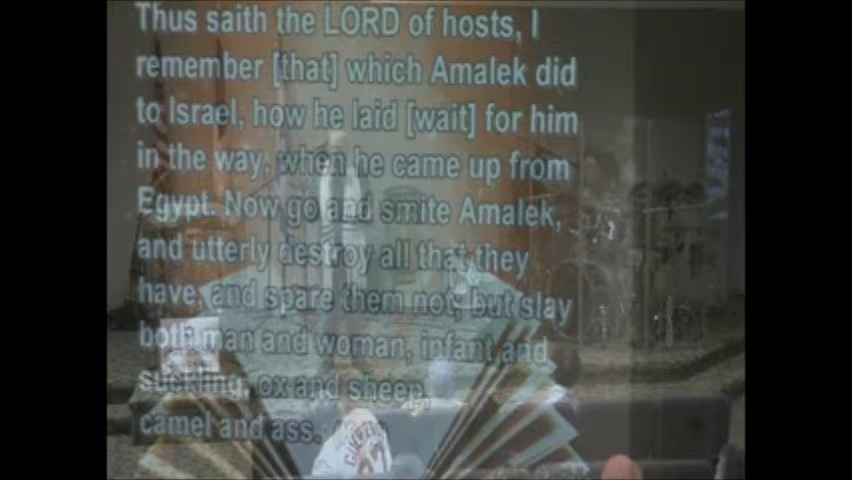 Thus saith the LORD of hosts, I
remember [that] which Amalek did
to Israel, how he laid [wait] for him
in the way, when he came up from
Egypt. Now go and smite Amalek,
and utterly destroy all that they
have, and spare them not; but slay
both man and woman, infant and
suckling, ox and sheep,
camel and ass.
27